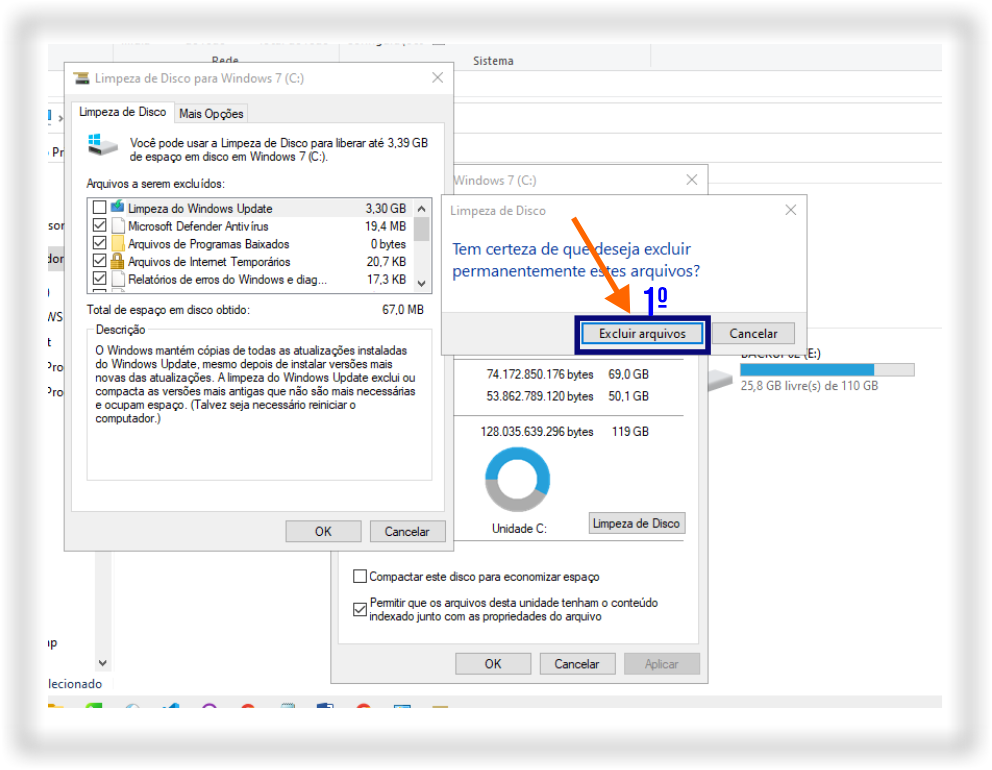 Rede
Sistema
Limpeza de Disco para Windows 7 (C:)
Limpeza de Disco
Mais Opções
Você pode usar a Limpeza de Disco para liberar até 3,39 GB
de espaço em disco em Windows 7 (C:).
Arquivos a serem excluídos:
Limpeza do Windows Update 3,30 GB
Microsoft Defender Antivírus 19,4 MB
Arquivos de Programas Baixados 0 bytes
Arquivos de Internet Temporários 20,7 KB
Relatórios de erros do Windows e diag... 17,3 KB
Total de espaço em disco obtido: 67,0 MB
Descrição
O Windows mantém cópias de todas as atualizações instaladas
do Windows Update, mesmo depois de instalar versões mais
novas das atualizações. A limpeza do Windows Update exclui ou
compacta as versões mais antigas que não são mais necessárias
e ocupam espaço. (Talvez seja necessário reiniciar o
computador.)
OK
Cancelar
Windows 7 (C:)
Limpeza de Disco
Tem certeza de que deseja excluir
permanentemente estes arquivos?
1º
Excluir arquivos
Cancelar
BACKUP02 (E:)
25,8 GB livre(s) de 110 GB
74.172.850.176 bytes 69,0 GB
53.862.789.120 bytes 50,1 GB
128.035.639.296 bytes 119 GB
Unidade C:
Limpeza de Disco
Compactar este disco para economizar espaço
Permitir que os arquivos desta unidade tenham o conteúdo
indexado junto com as propriedades do arquivo
OK
Cancelar
Aplicar
lecionado